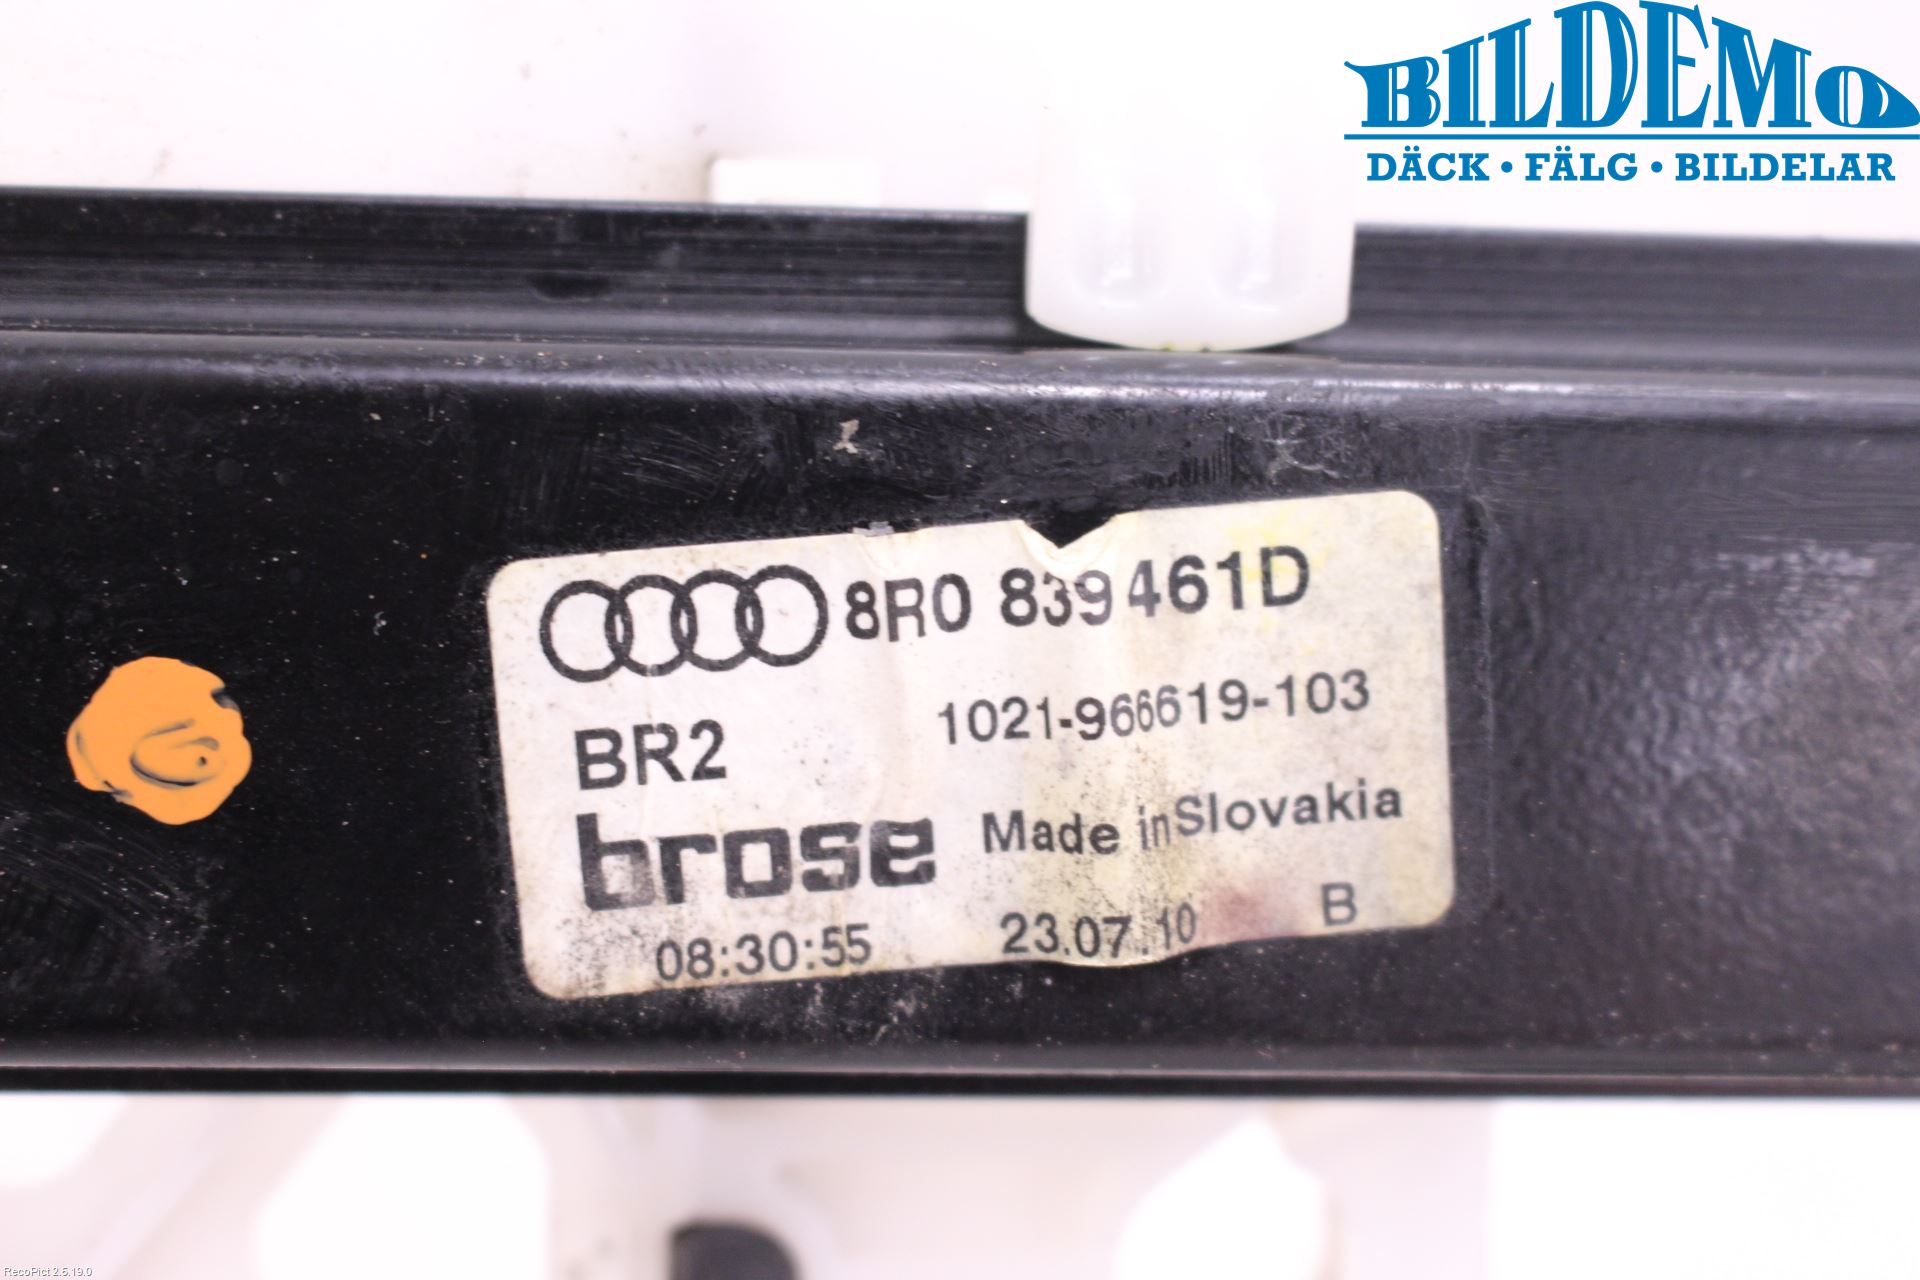 BILDEMO
DÄCK • FÄLG • BILDELAR
8R0 839 461D
BR2 1021-966619-103
brose Made in Slovakia
08:30:55 23.07.10 B
RecoPict 2.5.19.0